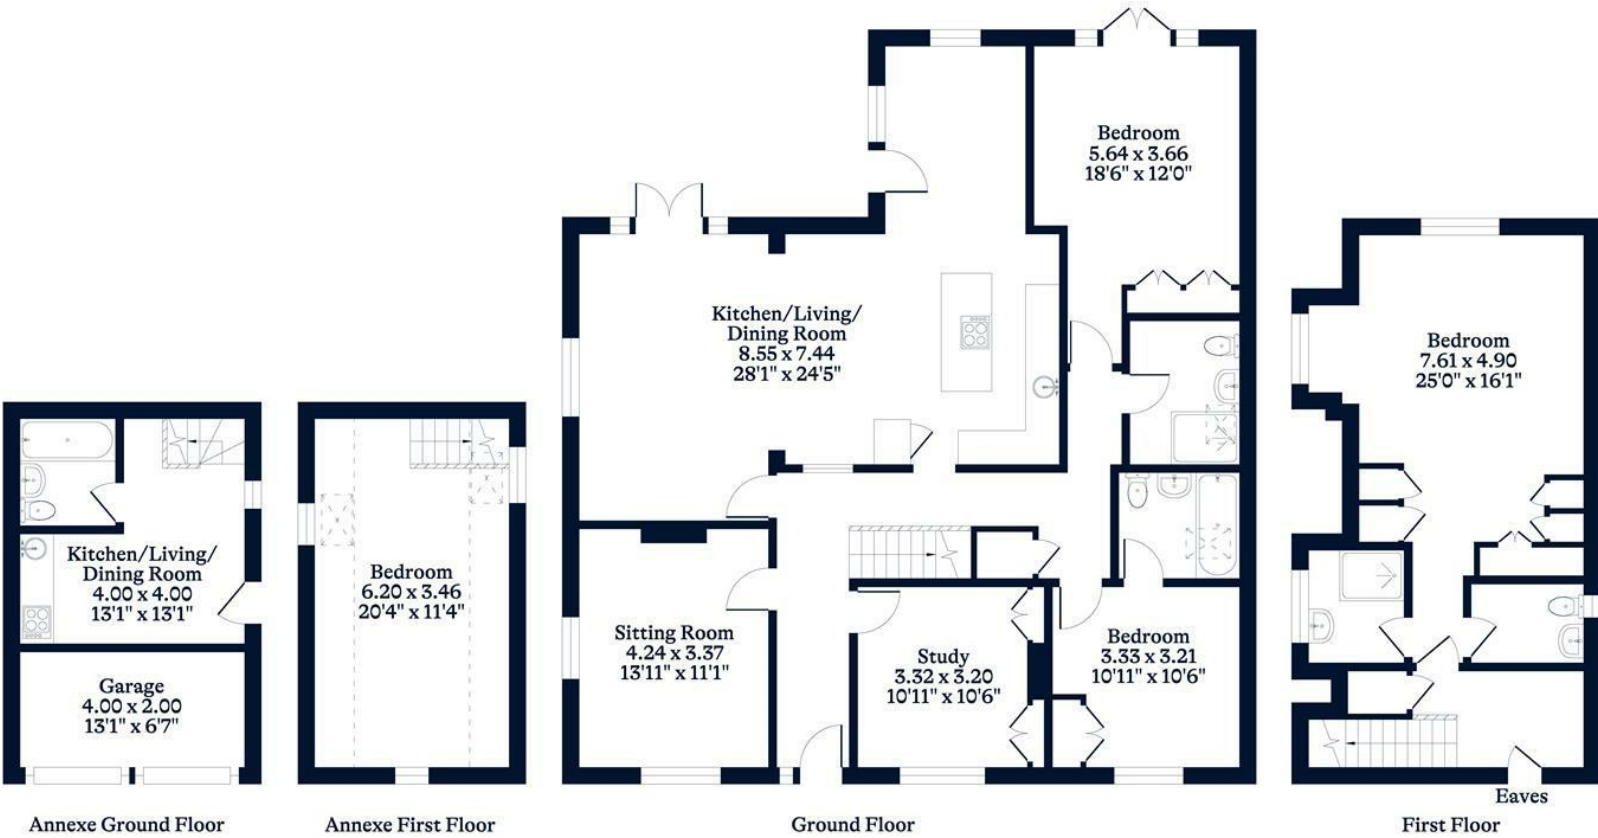 Bedroom
5.64 x 3.66
18'6" x 12'0"
Kitchen/Living/
Dining Room
8.55 x 7.44
28'1" x 24'5"
Bedroom
7.61 x 4.90
25'0" x 16'1"
Kitchen/Living/
Dining Room
4.00 x 4.00
13'1" x 13'1"
Bedroom
6.20 x 3.46
20'4" x 11'4"
Sitting Room
4.24 x 3.37
13'11" x 11'1"
Study
3.32 x 3.20
10'11" x 10'6"
Bedroom
3.33 x 3.21
10'11" x 10'6"
Garage
4.00 x 2.00
13'1" x 6'7"
Eaves
Annexe Ground Floor
Annexe First Floor
Ground Floor
First Floor